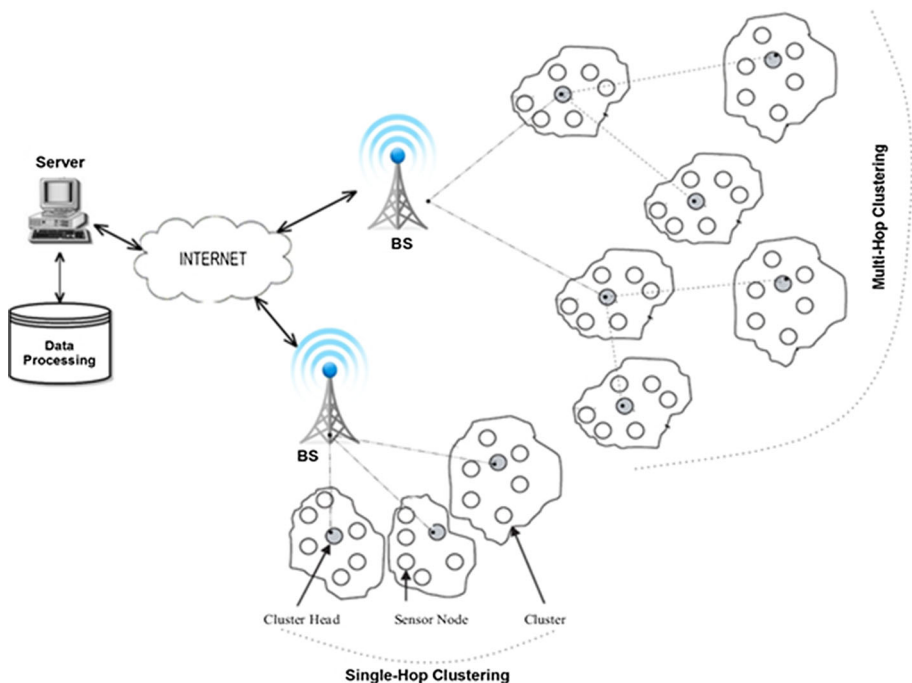 Server
INTERNET
BS
Data
Processing
BS
Multi-Hop Clustering
Cluster Head
Sensor Node
Cluster
Single-Hop Clustering